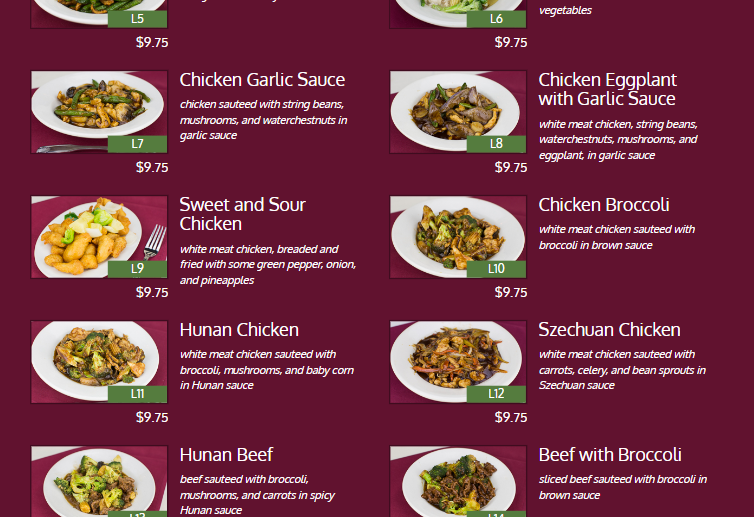 L5
$9.75
vegetables
L6
$9.75
L7
$9.75
Chicken Garlic Sauce
chicken sauteed with string beans,
mushrooms, and waterchestnuts in
garlic sauce
L8
$9.75
Chicken Eggplant
with Garlic Sauce
white meat chicken, string beans,
waterchestnuts, mushrooms, and
eggplant, in garlic sauce
L9
$9.75
Sweet and Sour
Chicken
white meat chicken, breaded and
fried with some green pepper, onion,
and pineapples
L10
$9.75
Chicken Broccoli
white meat chicken sauteed with
broccoli in brown sauce
L11
$9.75
Hunan Chicken
white meat chicken sauteed with
broccoli, mushrooms, and baby corn
in Hunan sauce
L12
$9.75
Szechuan Chicken
white meat chicken sauteed with
carrots, celery, and bean sprouts in
Szechuan sauce
L13
Hunan Beef
beef sauteed with broccoli,
mushrooms, and carrots in spicy
Hunan sauce
L14
Beef with Broccoli
sliced beef sauteed with broccoli in
brown sauce